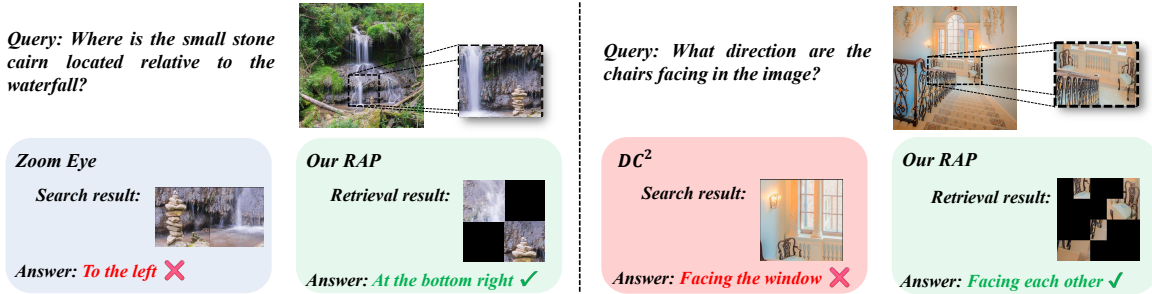 Query: Where is the small stone
cairn located relative to the
waterfall?
Zoom Eye
Search result:
Answer: To the left ✗
Our RAP
Retrieval result:
Answer: At the bottom right ✓
Query: What direction are the
chairs facing in the image?
DC²
Search result:
Answer: Facing the window ✗
Our RAP
Retrieval result:
Answer: Facing each other ✓